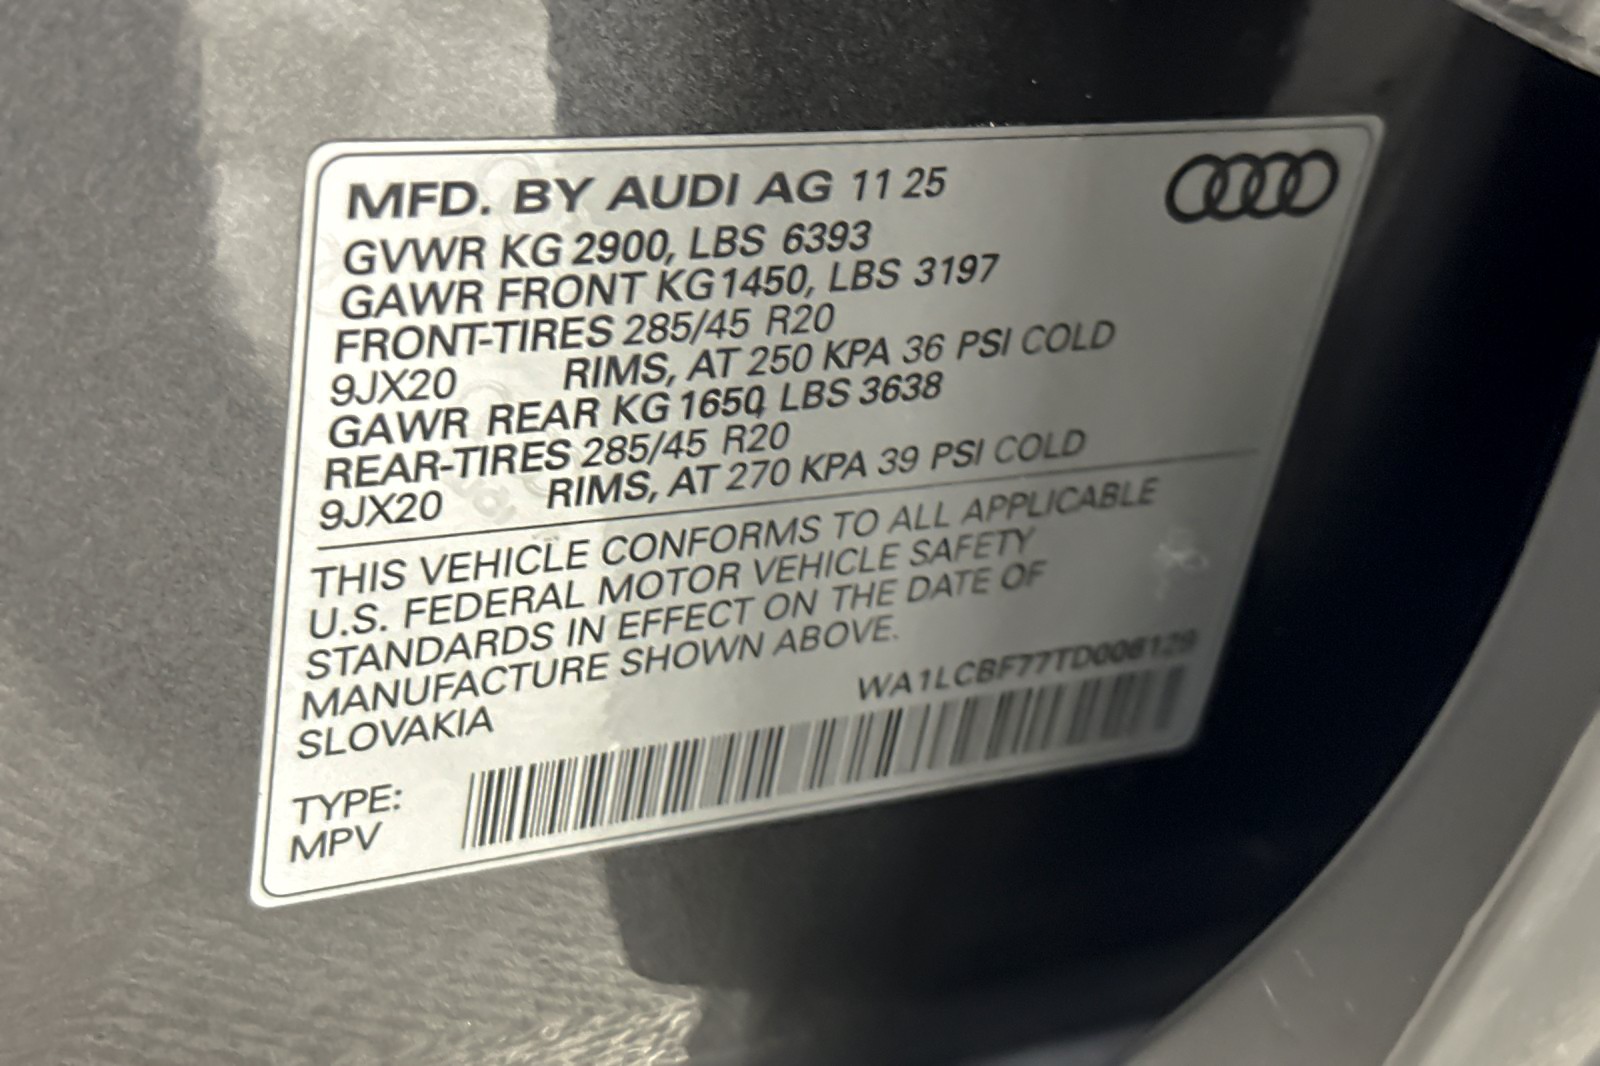 MFD. BY AUDI AG 11 25
GVWR KG 2900, LBS 6393
GAWR FRONT KG 1450, LBS 3197
FRONT-TIRES 285/45 R20
9JX20 RIMS, AT 250 KPA 36 PSI COLD
GAWR REAR KG 1650, LBS 3638
REAR-TIRES 285/45 R20
9JX20 RIMS, AT 270 KPA 39 PSI COLD
THIS VEHICLE CONFORMS TO ALL APPLICABLE
U.S. FEDERAL MOTOR VEHICLE SAFETY
STANDARDS IN EFFECT ON THE DATE OF
MANUFACTURE SHOWN ABOVE.
SLOVAKIA
WA1LCBF77TD006129
TYPE:
MPV